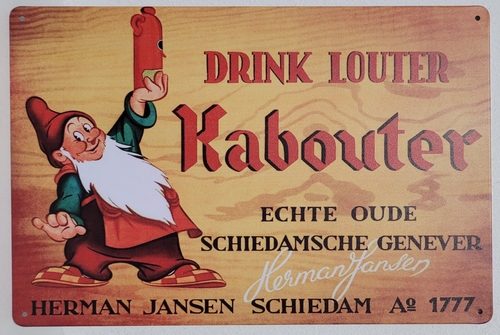 DRINK LOUTER
Kabouter
ECHTE OUDE
SCHIEDAMSCHE GENEVER
Herman Jansen
HERMAN JANSEN SCHIEDAM Aº 1777